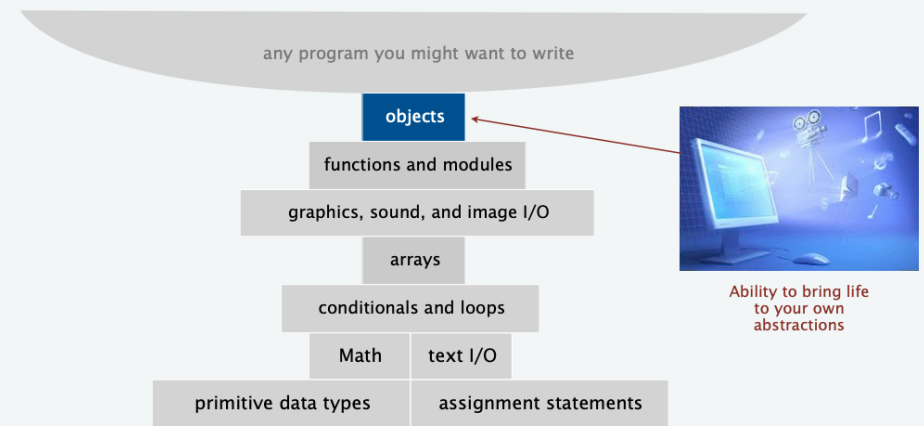 any program you might want to write
objects
functions and modules
graphics, sound, and image I/O
arrays
conditionals and loops
Math
text I/O
primitive data types
assignment statements
Ability to bring life
to your own
abstractions